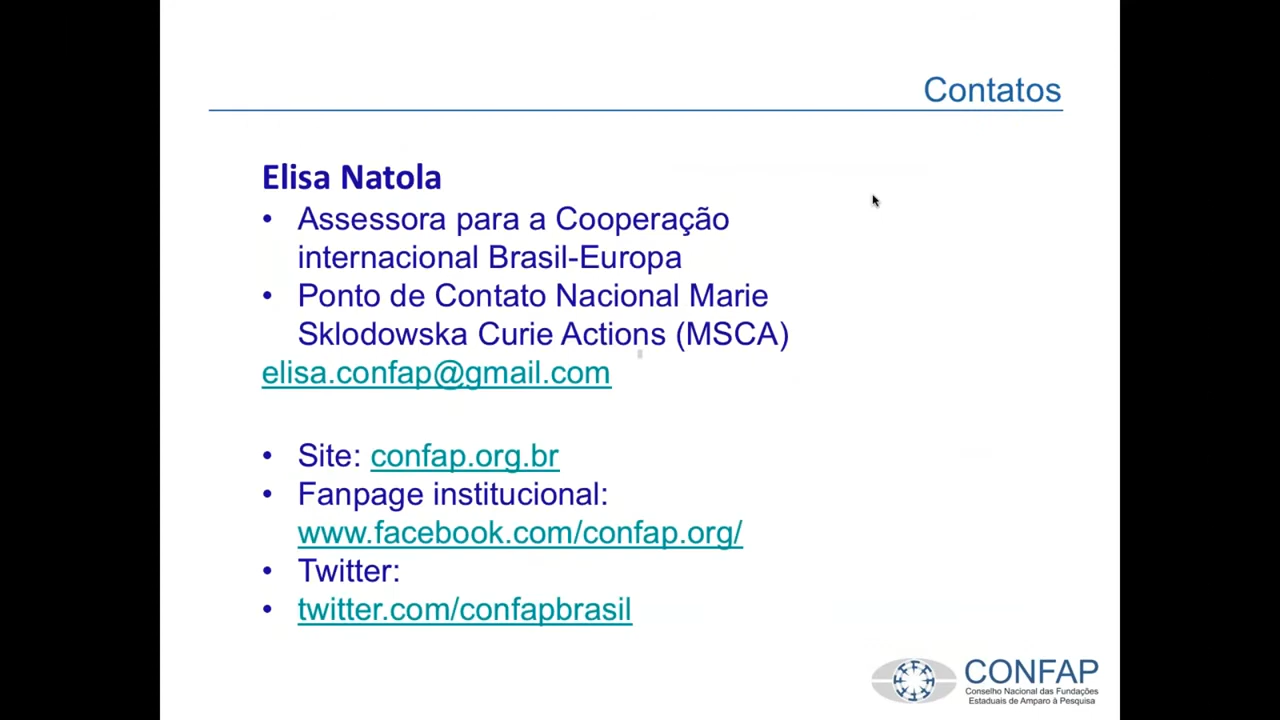 Contatos
Elisa Natola
• Assessora para a Cooperação
internacional Brasil-Europa
• Ponto de Contato Nacional Marie
Sklodowska Curie Actions (MSCA)
elisa.confap@gmail.com
• Site: confap.org.br
• Fanpage institucional:
www.facebook.com/confap.org/
• Twitter:
• twitter.com/confapbrasil
CONFAP
Conselho Nacional das Fundações
Estaduais de Amparo à Pesquisa